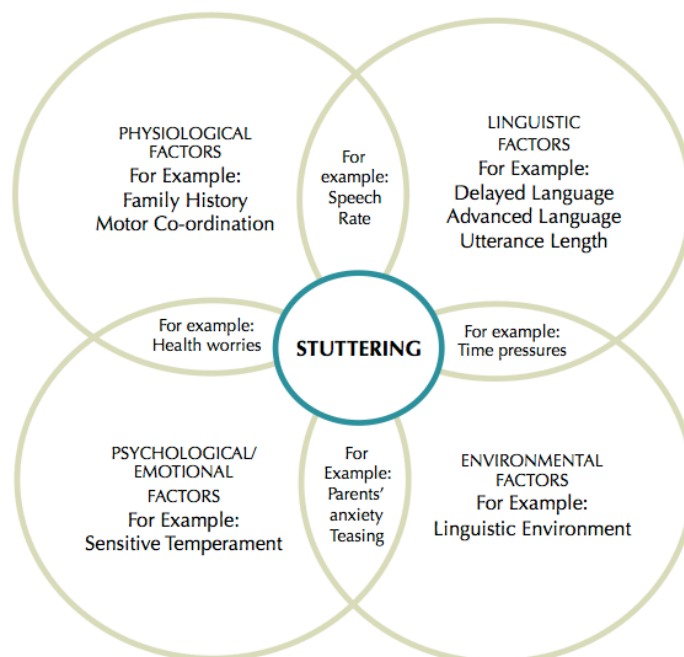 PHYSIOLOGICAL
FACTORS
For Example:
Family History
Motor Co-ordination
For
example:
Speech
Rate
LINGUISTIC
FACTORS
For Example:
Delayed Language
Advanced Language
Utterance Length
For example:
Health worries
STUTTERING
For example:
Time pressures
PSYCHOLOGICAL/
EMOTIONAL
FACTORS
For Example:
Sensitive Temperament
For
Example:
Parents'
anxiety
Teasing
ENVIRONMENTAL
FACTORS
For Example:
Linguistic Environment